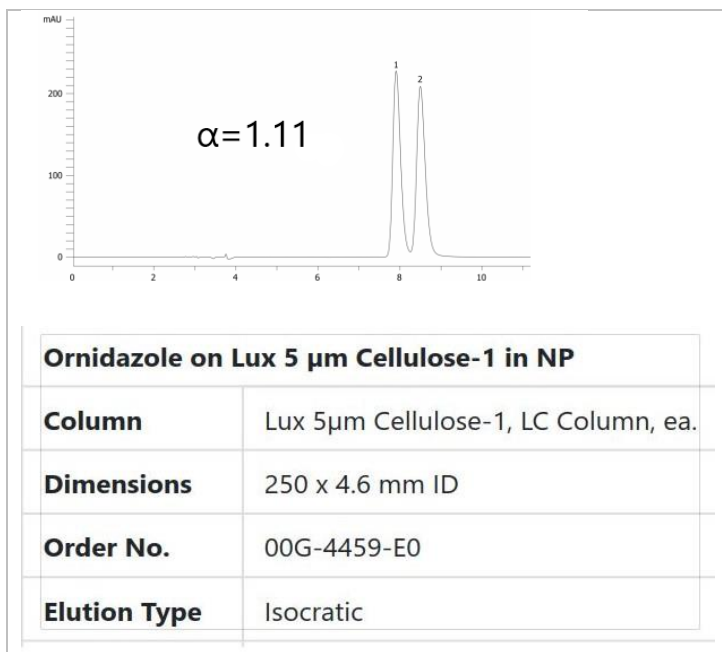 mAU
200
100
0
1
2
α=1.11
0 2 4 6 8 10
Ornidazole on Lux 5 μm Cellulose-1 in NP
Column Lux 5μm Cellulose-1, LC Column, ea.
Dimensions 250 x 4.6 mm ID
Order No. 00G-4459-E0
Elution Type Isocratic